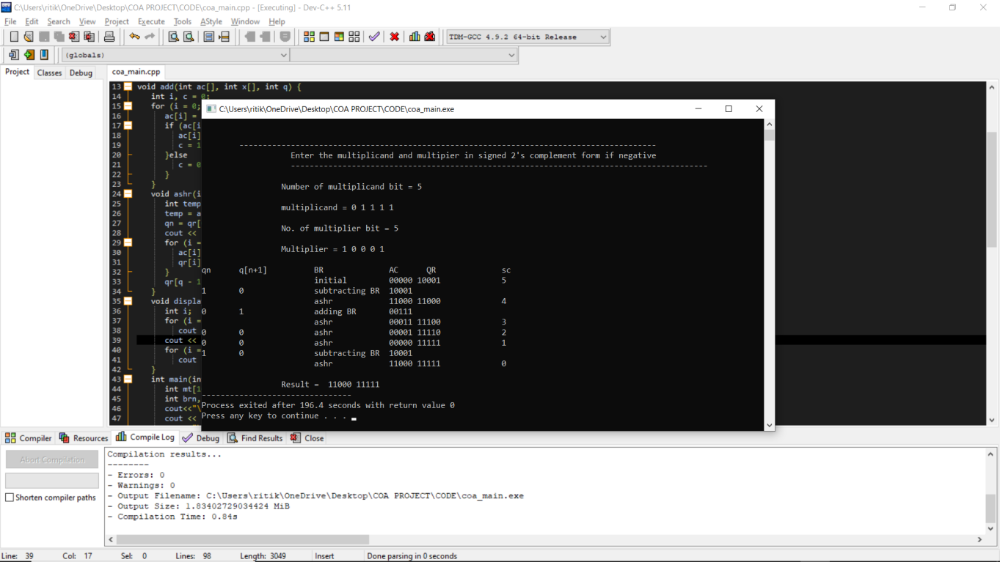 C:\Users\ritik\OneDrive\Desktop\COA PROJECT\CODE\coa_main.cpp - [Executing] - Dev-C++ 5.11
File Edit Search View Project Execute Tools AStyle Window Help
TDM-GCC 4.9.2 64-bit Release
(globals)
Project Classes Debug
coa_main.cpp
13 void add(int ac[], int x[], int q) {
14 int i, c = 0;
15 for (i = 0;
16 ac[i] =
17 if (ac[i
18 ac[i]
19 c = 1
20 }else
21 c = 0
22 }
23 }
24 void ashr(i
25 int temp
26 temp = a
27 qn = qr[
28 cout <<
29 for (i =
30 ac[i]
31 qr[i]
32 }
33 qr[q - 1
34 }
35 void displa
36 int i;
37 for (i =
38 cout
39 cout <<
40 for (i =
41 cout
42 }
43 int main(in
44 int mt[1
45 int brn,
46 cout<<"\
47 cout <<
C:\Users\ritik\OneDrive\Desktop\COA PROJECT\CODE\coa_main.exe
--------------------------------------------------------------------------------
Enter the multiplicand and multipier in signed 2's complement form if negative
--------------------------------------------------------------------------------
Number of multiplicand bit = 5
multiplicand = 0 1 1 1 1
No. of multiplier bit = 5
Multiplier = 1 0 0 0 1
qn q[n+1] BR AC QR sc
initial 00000 10001 5
1 0 subtracting BR 10001
ashr 11000 11000 4
0 1 adding BR 00111
ashr 00011 11100 3
0 0 ashr 00001 11110 2
0 0 ashr 00000 11111 1
1 0 subtracting BR 10001
ashr 11000 11111 0
Result = 11000 11111
--------------------------------
Process exited after 196.4 seconds with return value 0
Press any key to continue . . .
Compiler Resources Compile Log Debug Find Results Close
Abort Compilation
Shorten compiler paths
Compilation results...
--------
- Errors: 0
- Warnings: 0
- Output Filename: C:\Users\ritik\OneDrive\Desktop\COA PROJECT\CODE\coa_main.exe
- Output Size: 1.83402729034424 MiB
- Compilation Time: 0.84s
Line: 39 Col: 17 Sel: 0 Lines: 98 Length: 3049 Insert Done parsing in 0 seconds